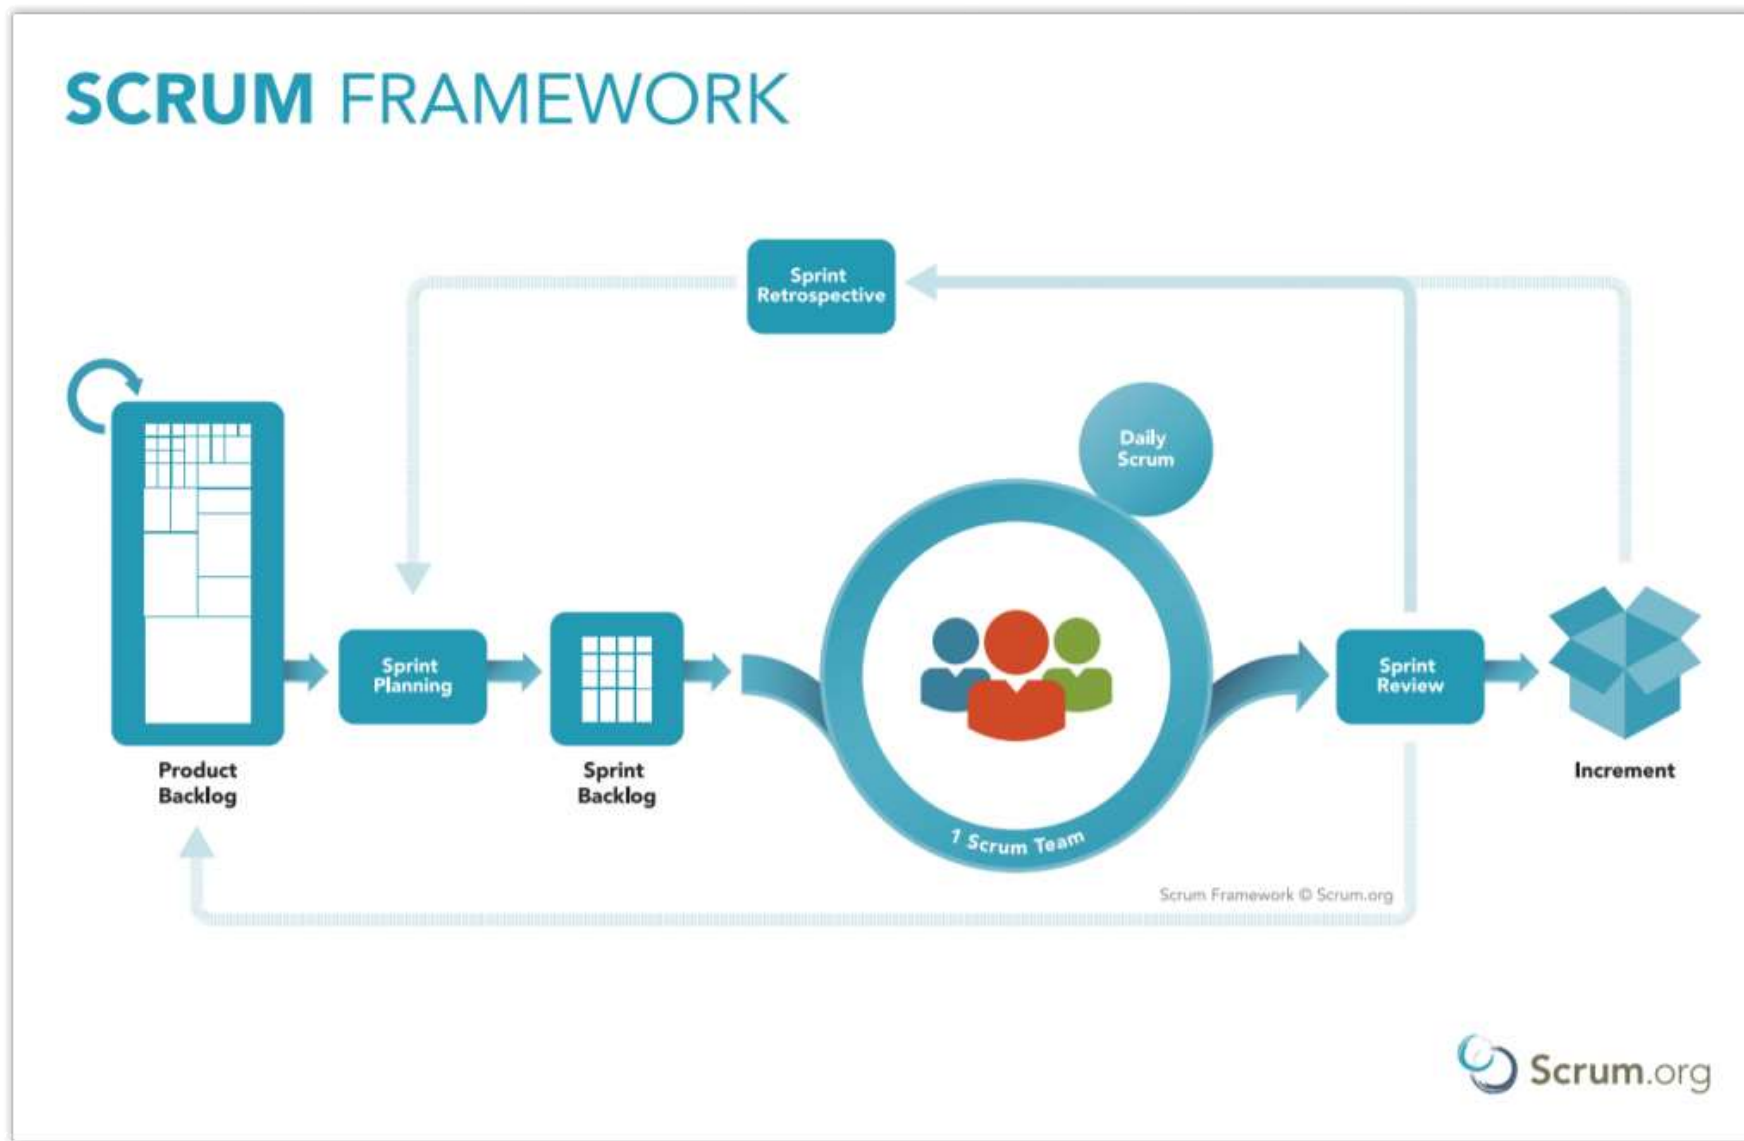 SCRUM FRAMEWORK
Sprint
Retrospective
Daily
Scrum
Sprint
Planning
Sprint
Review
Product
Backlog
Sprint
Backlog
Increment
1 Scrum Team
Scrum Framework © Scrum.org
Scrum.org